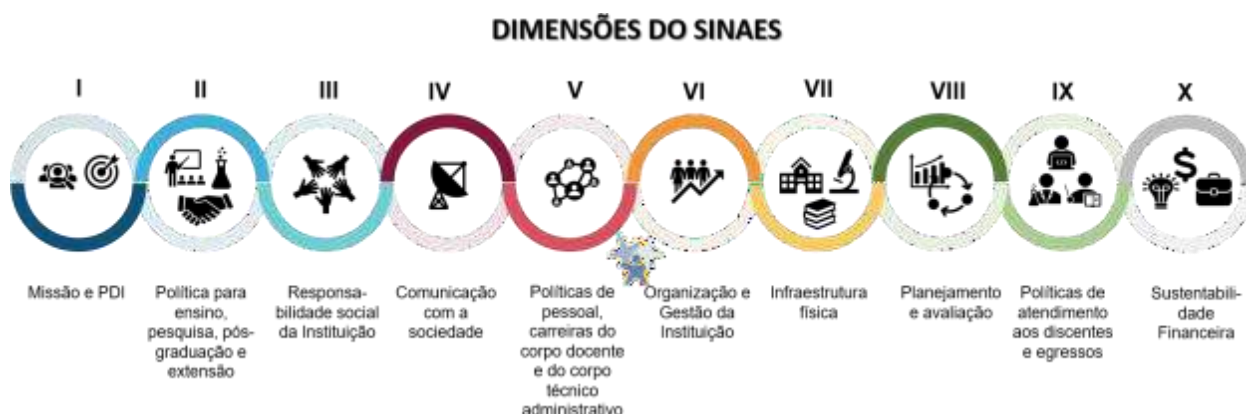 DIMENSÕES DO SINAES
I
II
III
IV
V
VI
VII
VIII
IX
X
Missão e PDI
Política para
ensino,
pesquisa, pós-
graduação e
extensão
Responsa-
bilidade social
da Instituição
Comunicação
com a
sociedade
Políticas de
pessoal,
carreiras do
corpo docente
e do corpo
técnico
administrativo
Organização e
Gestão da
Instituição
Infraestrutura
física
Planejamento
e avaliação
Políticas de
atendimento
aos discentes
e egressos
Sustentabili-
dade
Financeira